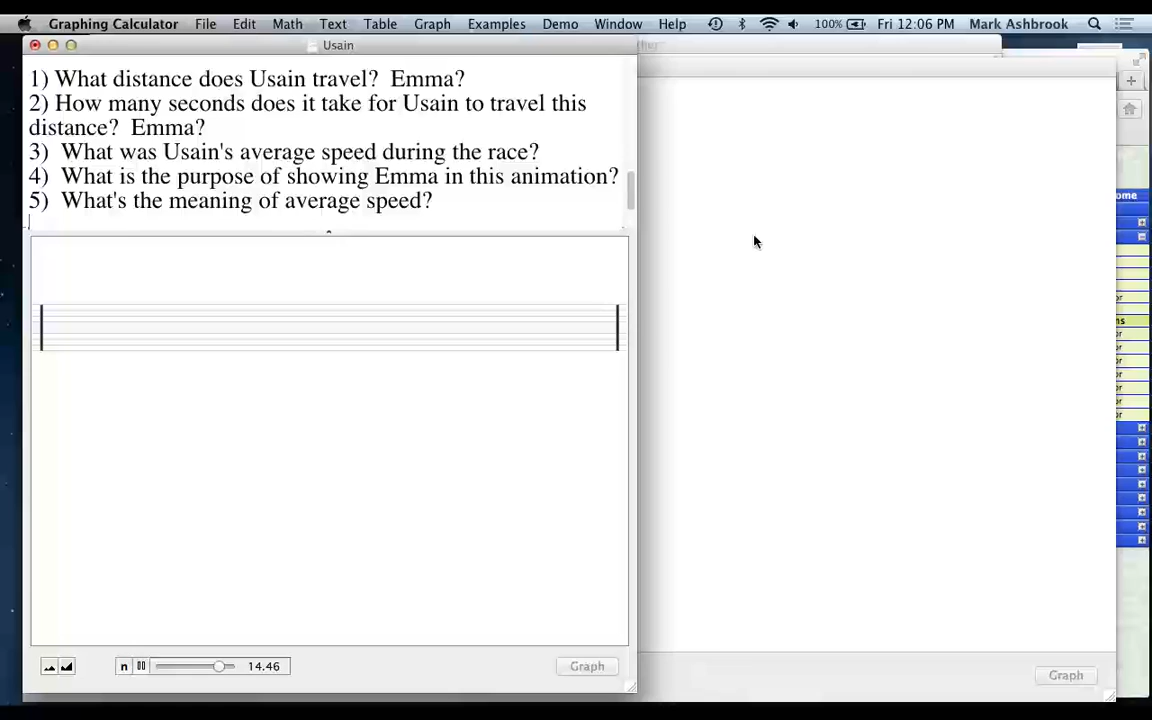 Graphing Calculator File Edit Math Text Table Graph Examples Demo Window Help 100% Fri 12:06 PM Mark Ashbrook
Usain
1) What distance does Usain travel? Emma?
2) How many seconds does it take for Usain to travel this
distance? Emma?
3) What was Usain's average speed during the race?
4) What is the purpose of showing Emma in this animation?
5) What's the meaning of average speed?
n 14.46 Graph
Graph